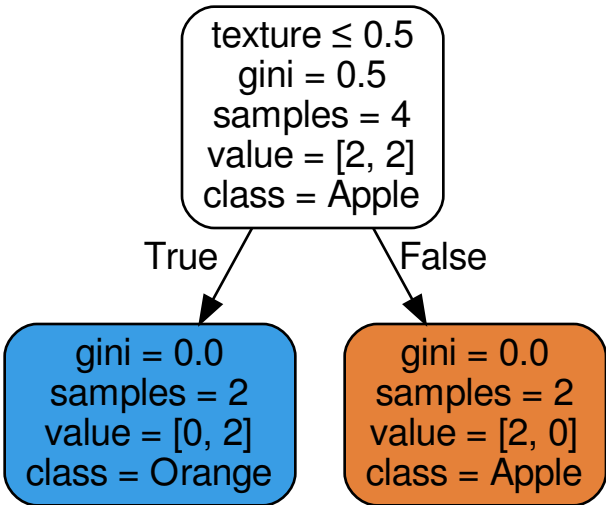 texture ≤ 0.5
gini = 0.5
samples = 4
value = [2, 2]
class = Apple
True
False
gini = 0.0
samples = 2
value = [0, 2]
class = Orange
gini = 0.0
samples = 2
value = [2, 0]
class = Apple